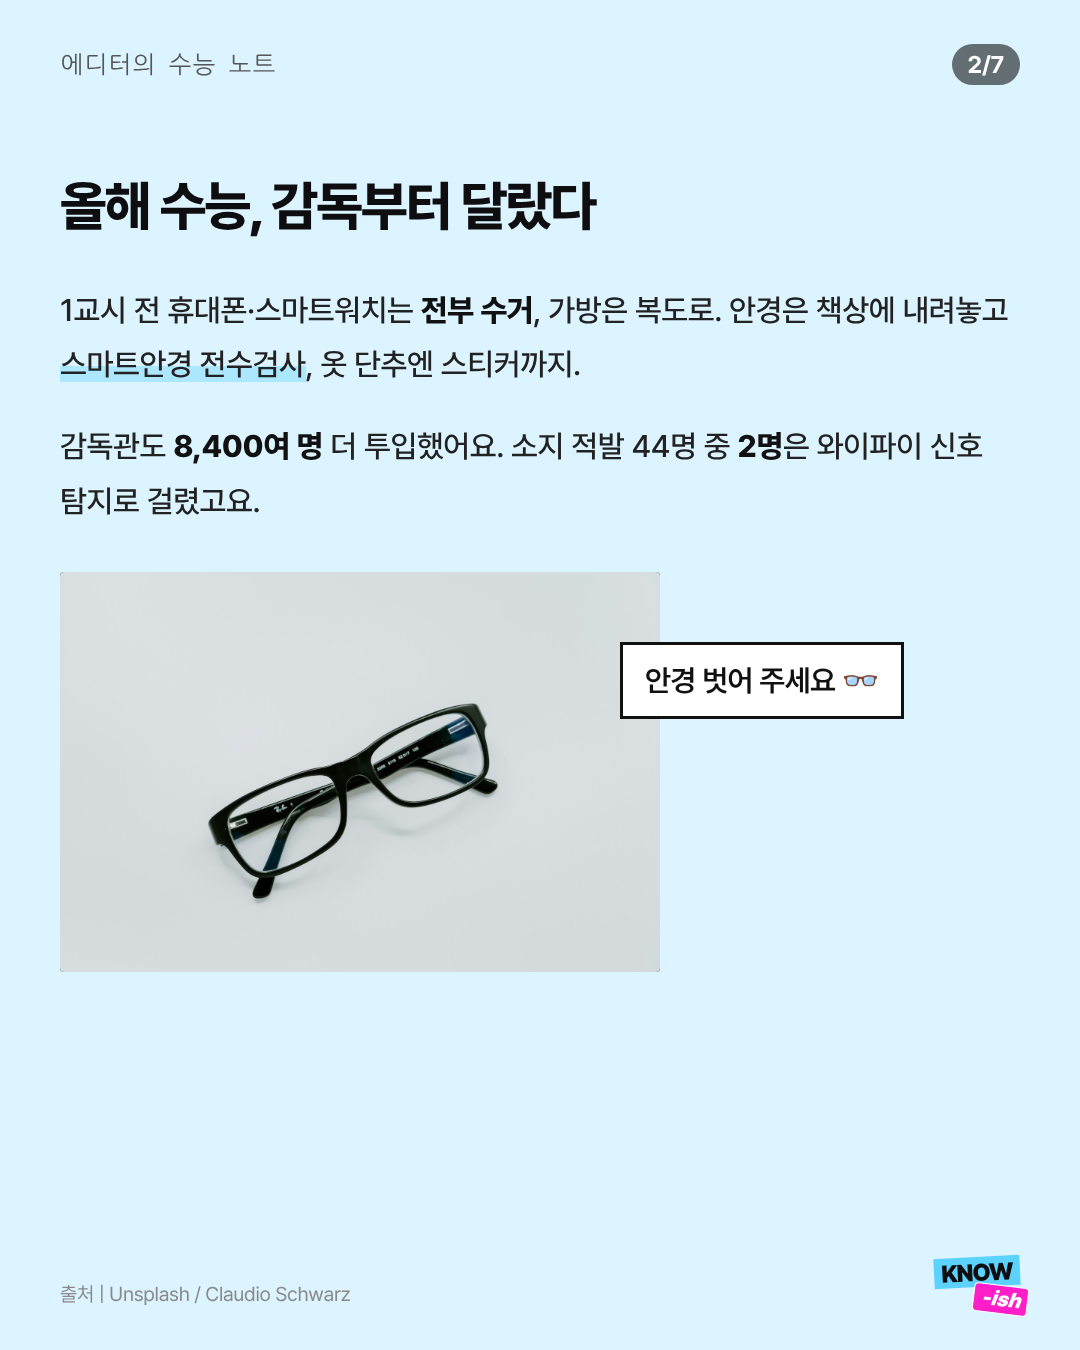 에디터의 수능 노트
2/7
올해 수능, 감독부터 달랐다
1교시 전 휴대폰·스마트워치는 전부 수거, 가방은 복도로. 안경은 책상에 내려놓고
스마트안경 전수검사, 옷 단추엔 스티커까지.
감독관도 8,400여 명 더 투입했어요. 소지 적발 44명 중 2명은 와이파이 신호
탐지로 걸렸고요.
안경 벗어 주세요 👓
출처 | Unsplash / Claudio Schwarz
KNOW
-ish